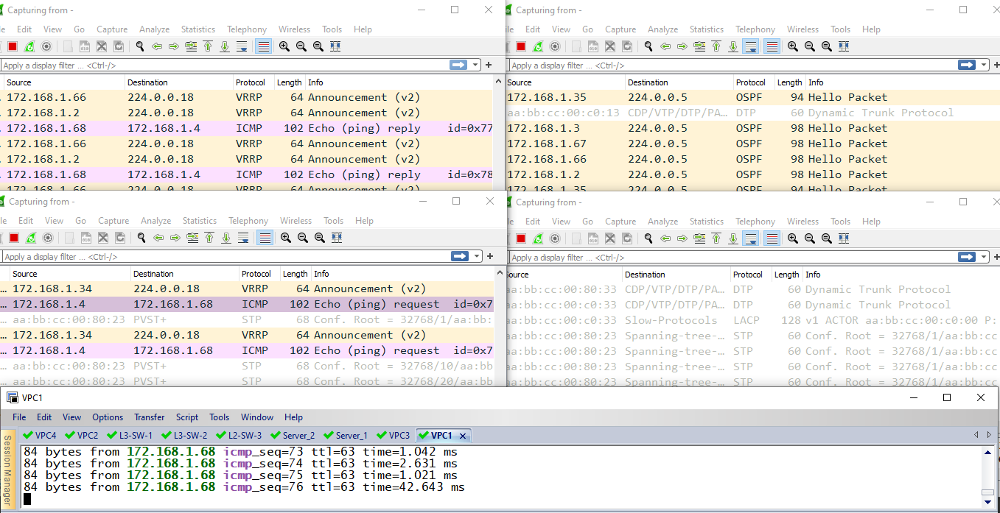 Capturing from -
le Edit View Go Capture Analyze Statistics Telephony Wireless Tools Help
Apply a display filter ... <Ctrl-/>
Source Destination Protocol Length Info
172.168.1.66 224.0.0.18 VRRP 64 Announcement (v2)
172.168.1.2 224.0.0.18 VRRP 64 Announcement (v2)
172.168.1.68 172.168.1.4 ICMP 102 Echo (ping) reply id=0x77
172.168.1.66 224.0.0.18 VRRP 64 Announcement (v2)
172.168.1.2 224.0.0.18 VRRP 64 Announcement (v2)
172.168.1.68 172.168.1.4 ICMP 102 Echo (ping) reply id=0x78
172.168.1.66 224.0.0.18 VRRP 64 Announcement (v2)
Capturing from -
le Edit View Go Capture Analyze Statistics Telephony Wireless Tools Help
Apply a display filter ... <Ctrl-/>
Source Destination Protocol Length Info
172.168.1.35 224.0.0.5 OSPF 94 Hello Packet
aa:bb:cc:00:c0:13 CDP/VTP/DTP/PA… DTP 60 Dynamic Trunk Protocol
172.168.1.3 224.0.0.5 OSPF 98 Hello Packet
172.168.1.67 224.0.0.5 OSPF 98 Hello Packet
172.168.1.66 224.0.0.5 OSPF 98 Hello Packet
172.168.1.2 224.0.0.5 OSPF 98 Hello Packet
172.168.1.35 224.0.0.5 OSPF 94 Hello Packet
Capturing from -
le Edit View Go Capture Analyze Statistics Telephony Wireless Tools Help
Apply a display filter ... <Ctrl-/>
Source Destination Protocol Length Info
… 172.168.1.34 224.0.0.18 VRRP 64 Announcement (v2)
… 172.168.1.4 172.168.1.68 ICMP 102 Echo (ping) request id=0x7
… aa:bb:cc:00:80:23 PVST+ STP 68 Conf. Root = 32768/1/aa:bb:
… 172.168.1.34 224.0.0.18 VRRP 64 Announcement (v2)
… 172.168.1.4 172.168.1.68 ICMP 102 Echo (ping) request id=0x7
… aa:bb:cc:00:80:23 PVST+ STP 68 Conf. Root = 32768/10/aa:bb
… aa:bb:cc:00:80:23 PVST+ STP 68 Conf. Root = 32768/20/aa:bb
Capturing from -
le Edit View Go Capture Analyze Statistics Telephony Wireless Tools Help
Apply a display filter ... <Ctrl-/>
Source Destination Protocol Length Info
aa:bb:cc:00:80:33 CDP/VTP/DTP/PA… DTP 60 Dynamic Trunk Protocol
aa:bb:cc:00:c0:33 CDP/VTP/DTP/PA… DTP 60 Dynamic Trunk Protocol
aa:bb:cc:00:c0:33 Slow-Protocols LACP 128 v1 ACTOR aa:bb:cc:00:c0:00 P:
aa:bb:cc:00:80:23 Spanning-tree-… STP 60 Conf. Root = 32768/1/aa:bb:cc
aa:bb:cc:00:80:23 Spanning-tree-… STP 60 Conf. Root = 32768/1/aa:bb:cc
aa:bb:cc:00:80:23 Spanning-tree-… STP 60 Conf. Root = 32768/1/aa:bb:cc
aa:bb:cc:00:80:23 Spanning-tree-… STP 60 Conf. Root = 32768/1/aa:bb:cc
VPC1
File Edit View Options Transfer Script Tools Window Help
VPC4 VPC2 L3-SW-1 L3-SW-2 L2-SW-3 Server_2 Server_1 VPC3 VPC1
Session Manager
84 bytes from 172.168.1.68 icmp_seq=73 ttl=63 time=1.042 ms
84 bytes from 172.168.1.68 icmp_seq=74 ttl=63 time=2.631 ms
84 bytes from 172.168.1.68 icmp_seq=75 ttl=63 time=1.021 ms
84 bytes from 172.168.1.68 icmp_seq=76 ttl=63 time=42.643 ms